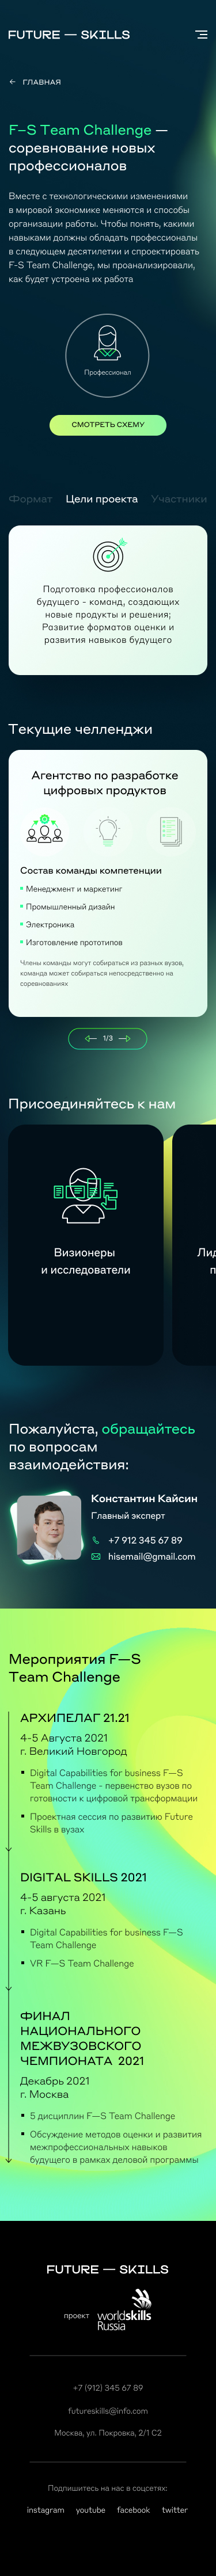 FUTURE — SKILLS
← ГЛАВНАЯ
F–S Team Challenge —
соревнование новых
профессионалов
Вместе с технологическими изменениями
в мировой экономике меняются и способы
организации работы. Чтобы понять, какими
навыками должны обладать профессионалы
в следующем десятилетии и спроектировать
F-S Team Challenge, мы проанализировали,
как будет устроена их работа
Профессионал
СМОТРЕТЬ СХЕМУ
Формат Цели проекта Участники
Подготовка профессионалов
будущего - команд, создающих
новые продукты и решения;
Развитие форматов оценки и
развития навыков будущего
Текущие челленджи
Агентство по разработке
цифровых продуктов
Состав команды компетенции
Менеджмент и маркетинг
Промышленный дизайн
Электроника
Изготовление прототипов
Члены команды могут собираться из разных вузов,
команда может собираться непосредственно на
соревнованиях
1/3
Присоединяйтесь к нам
Визионеры
и исследователи
Лид
п
Пожалуйста, обращайтесь
по вопросам
взаимодействия:
Константин Кайсин
Главный эксперт
+7 912 345 67 89
hisemail@gmail.com
Мероприятия F—S
Team Challenge
АРХИПЕЛАГ 21.21
4-5 Августа 2021
г. Великий Новгород
Digital Capabilities for business F—S
Team Challenge - первенство вузов по
готовности к цифровой трансформации
Проектная сессия по развитию Future
Skills в вузах
DIGITAL SKILLS 2021
4-5 августа 2021
г. Казань
Digital Capabilities for business F—S
Team Challenge
VR F—S Team Challenge
ФИНАЛ
НАЦИОНАЛЬНОГО
МЕЖВУЗОВСКОГО
ЧЕМПИОНАТА 2021
Декабрь 2021
г. Москва
5 дисциплин F—S Team Challenge
Обсуждение методов оценки и развития
межпрофессиональных навыков
будущего в рамках деловой программы
FUTURE — SKILLS
проект worldskills
Russia
+7 (912) 345 67 89
futureskills@info.com
Москва, ул. Покровка, 2/1 С2
Подпишитесь на нас в соцсетях:
instagram youtube facebook twitter